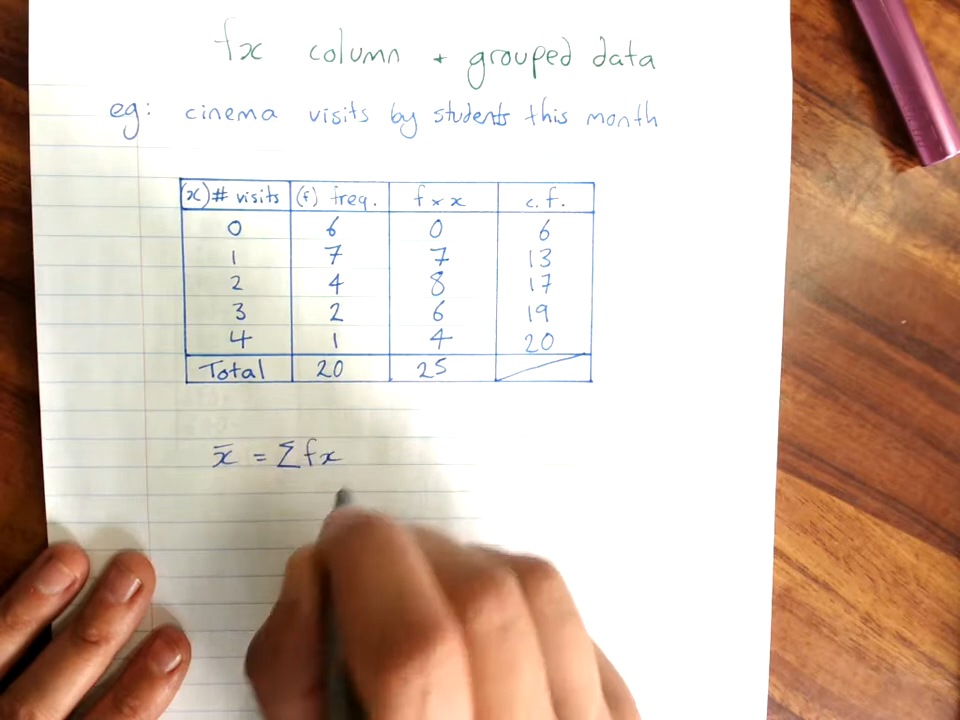 fx column + grouped data
eg: cinema visits by students this month
(x) # visits (f) freq. f × x c.f.
0 6 0 6
1 7 7 13
2 4 8 17
3 2 6 19
4 1 4 20
Total 20 25
x̄ = Σfx